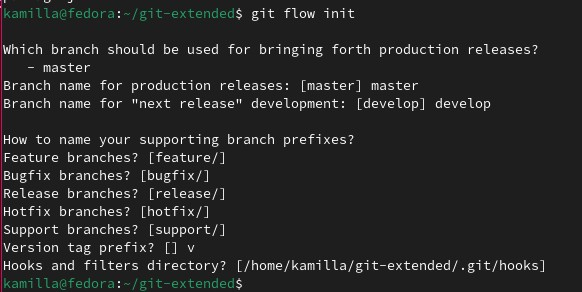 kamilla@fedora:~/git-extended$ git flow init
Which branch should be used for bringing forth production releases?
- master
Branch name for production releases: [master] master
Branch name for "next release" development: [develop] develop
How to name your supporting branch prefixes?
Feature branches? [feature/]
Bugfix branches? [bugfix/]
Release branches? [release/]
Hotfix branches? [hotfix/]
Support branches? [support/]
Version tag prefix? [] v
Hooks and filters directory? [/home/kamilla/git-extended/.git/hooks]
kamilla@fedora:~/git-extended$